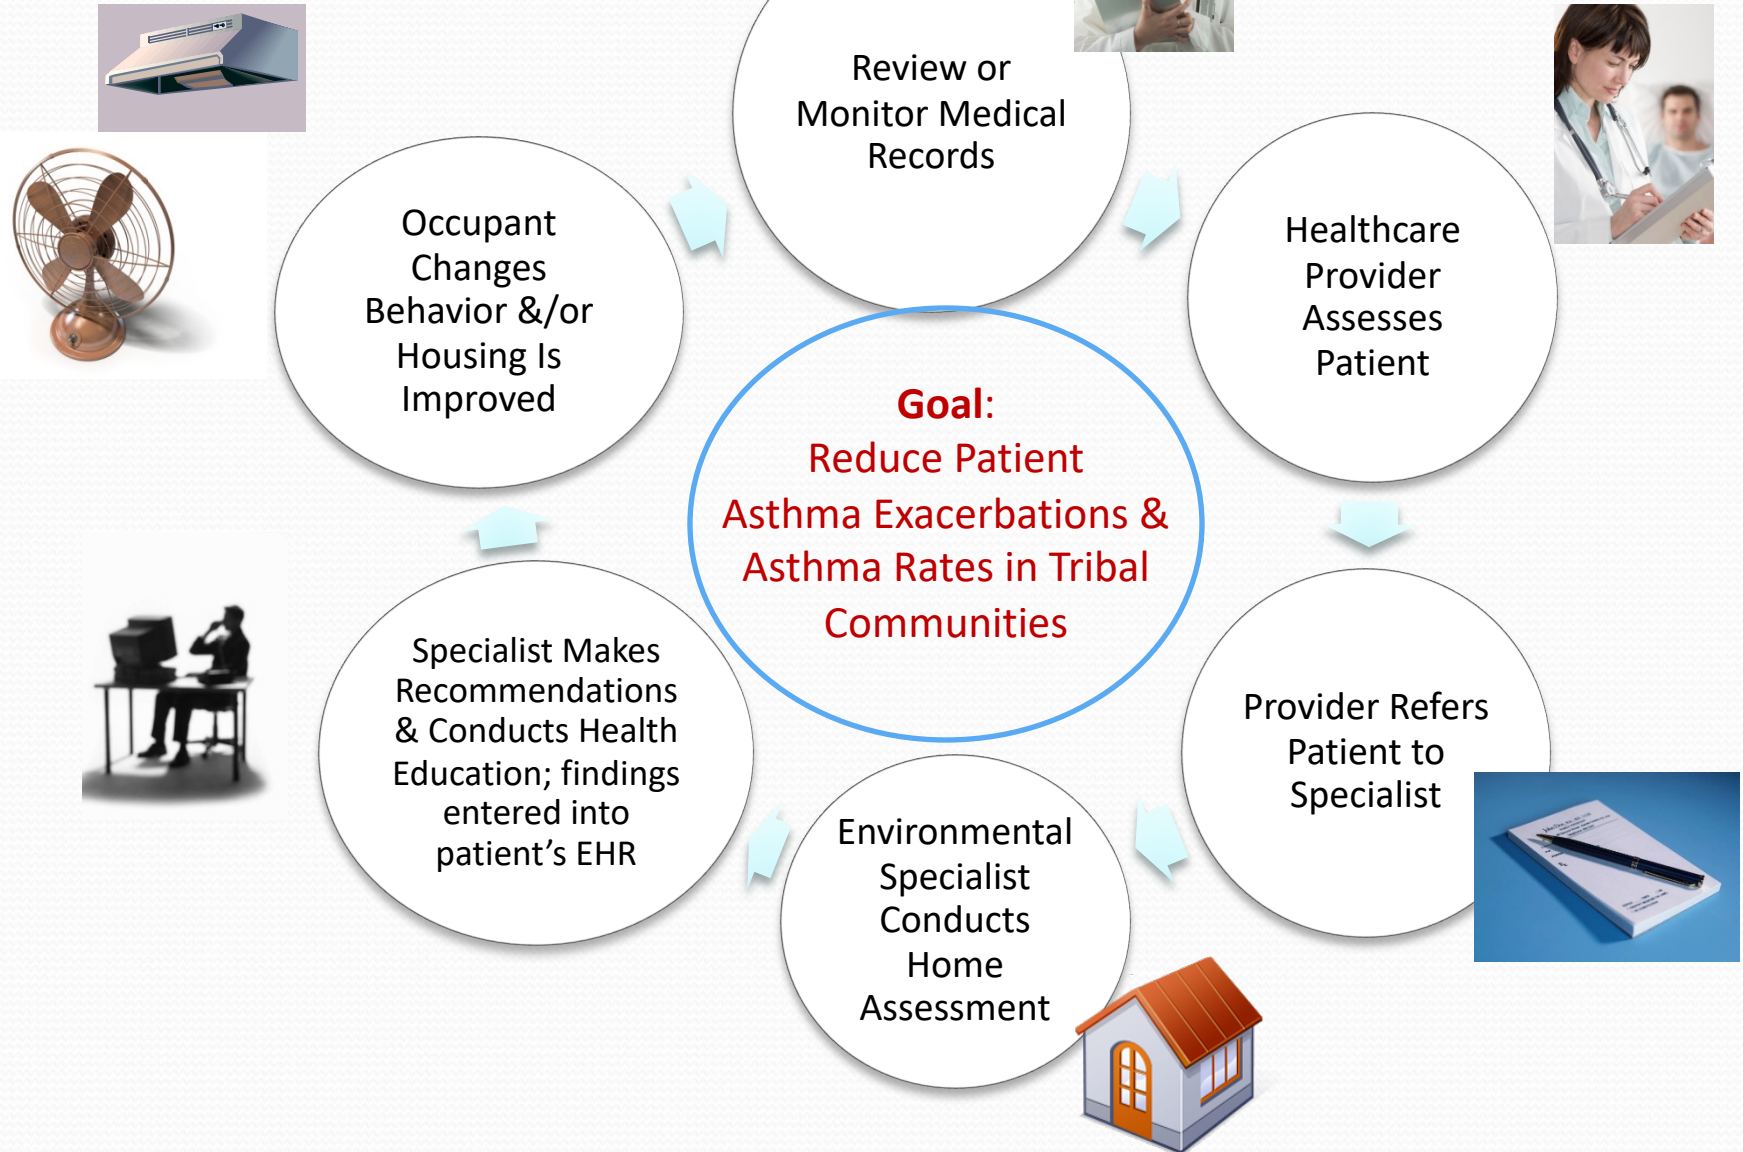 Review or
Monitor Medical
Records
Healthcare
Provider
Assesses
Patient
Provider Refers
Patient to
Specialist
Environmental
Specialist
Conducts
Home
Assessment
Specialist Makes
Recommendations
& Conducts Health
Education; findings
entered into
patient’s EHR
Occupant
Changes
Behavior &/or
Housing Is
Improved
Goal:
Reduce Patient
Asthma Exacerbations &
Asthma Rates in Tribal
Communities